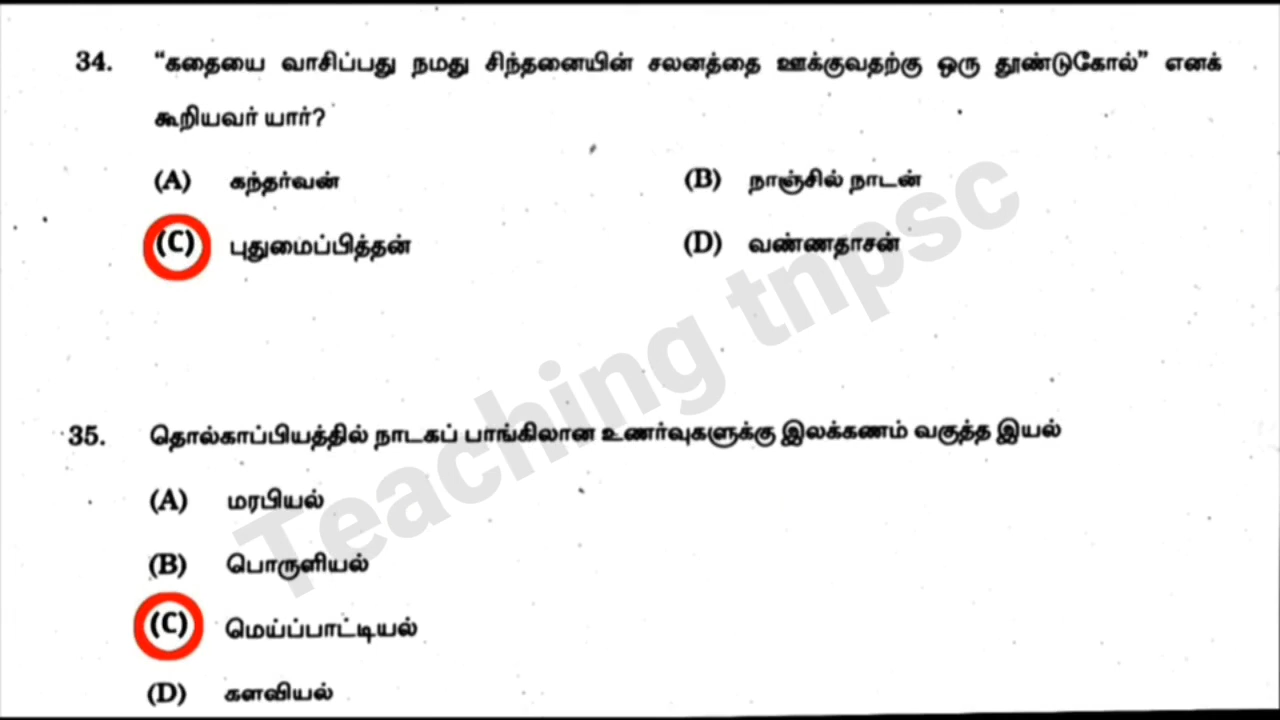 34. “கதையை வாசிப்பது நமது சிந்தனையின் சலனத்தை ஊக்குவதற்கு ஒரு தூண்டுகோல்” எனக்
கூறியவர் யார்?
(A) கந்தர்வன் (B) நாஞ்சில் நாடன்
(C) புதுமைப்பித்தன் (D) வண்ணதாசன்
Teaching tnpsc
35. தொல்காப்பியத்தில் நாடகப் பாங்கிலான உணர்வுகளுக்கு இலக்கணம் வகுத்த இயல்
(A) மரபியல்
(B) பொருளியல்
(C) மெய்ப்பாட்டியல்
(D) களவியல்